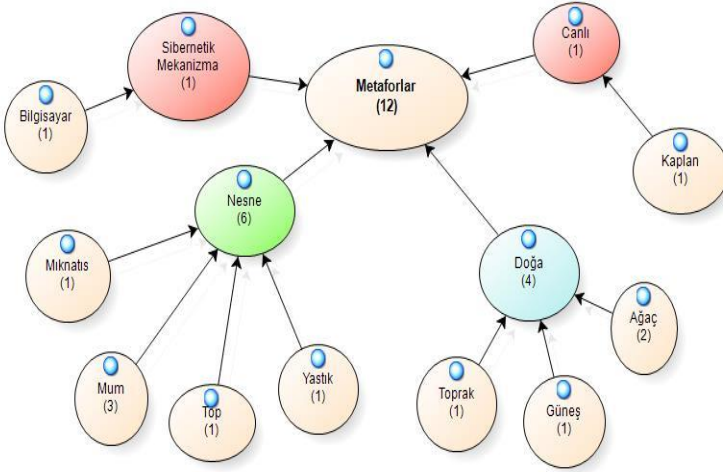 Sibernetik
Mekanizma
(1)
Metaforlar
(12)
Canlı
(1)
Bilgisayar
(1)
Kaplan
(1)
Nesne
(6)
Doğa
(4)
Mıknatıs
(1)
Ağaç
(2)
Mum
(3)
Top
(1)
Yastık
(1)
Toprak
(1)
Güneş
(1)